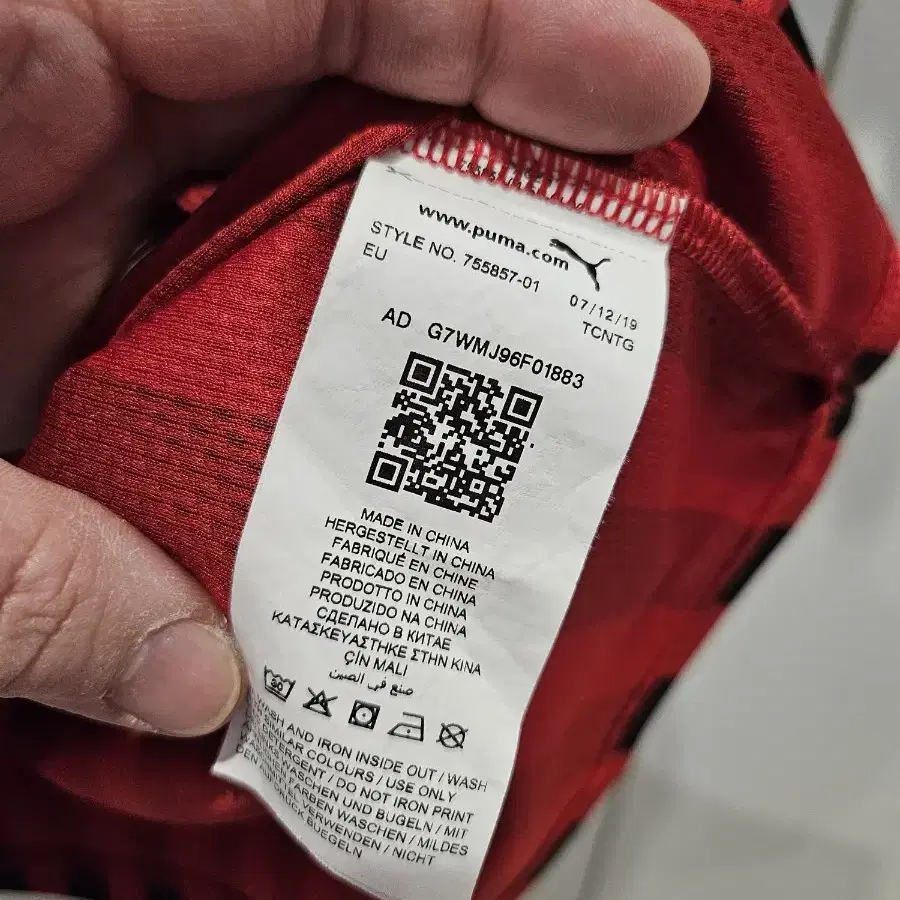 www.puma.com
STYLE NO. 755857-01
EU
07/12/19
TCNTG
AD G7WMJ96F01883
MADE IN CHINA
HERGESTELLT IN CHINA
FABRIQUÉ EN CHINE
FABRICADO EN CHINA
PRODOTTO IN CHINA
PRODUZIDO NA CHINA
СДЕЛАНО В КИТАЕ
ΚΑΤΑΣΚΕΥΑΣΤΗΚΕ ΣΤΗΝ ΚΙΝΑ
ÇİN MALI
صنع في الصين
WASH AND IRON INSIDE OUT / WASH
SIMILAR COLOURS / USE ONLY
DETERGENT / DO NOT IRON PRINT
WASCHEN UND BUGELN / MIT
FARBEN WASCHEN / MILDES
VERWENDEN / NICHT
BUEGELN